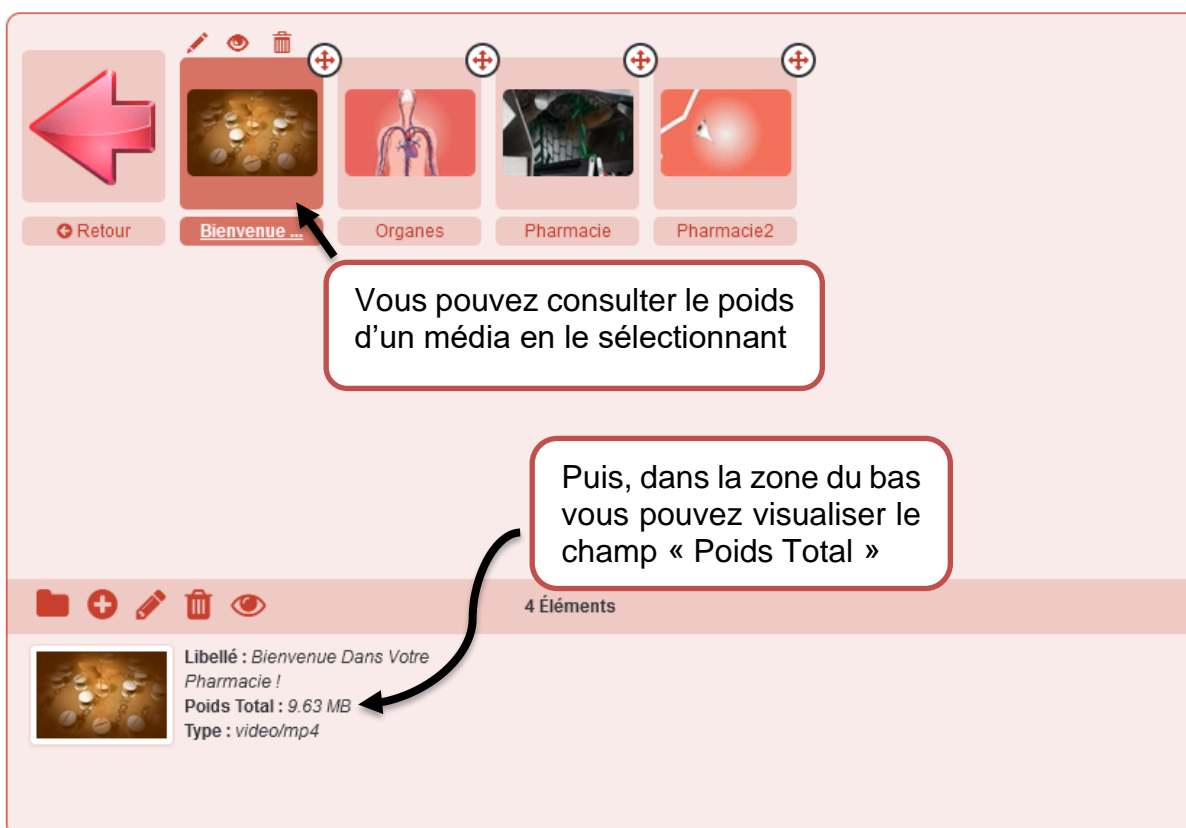 Retour
Bienvenue ...
Organes
Pharmacie
Pharmacie2
Vous pouvez consulter le poids
d’un média en le sélectionnant
Puis, dans la zone du bas
vous pouvez visualiser le
champ « Poids Total »
4 Éléments
Libellé : Bienvenue Dans Votre
Pharmacie !
Poids Total : 9.63 MB
Type : video/mp4